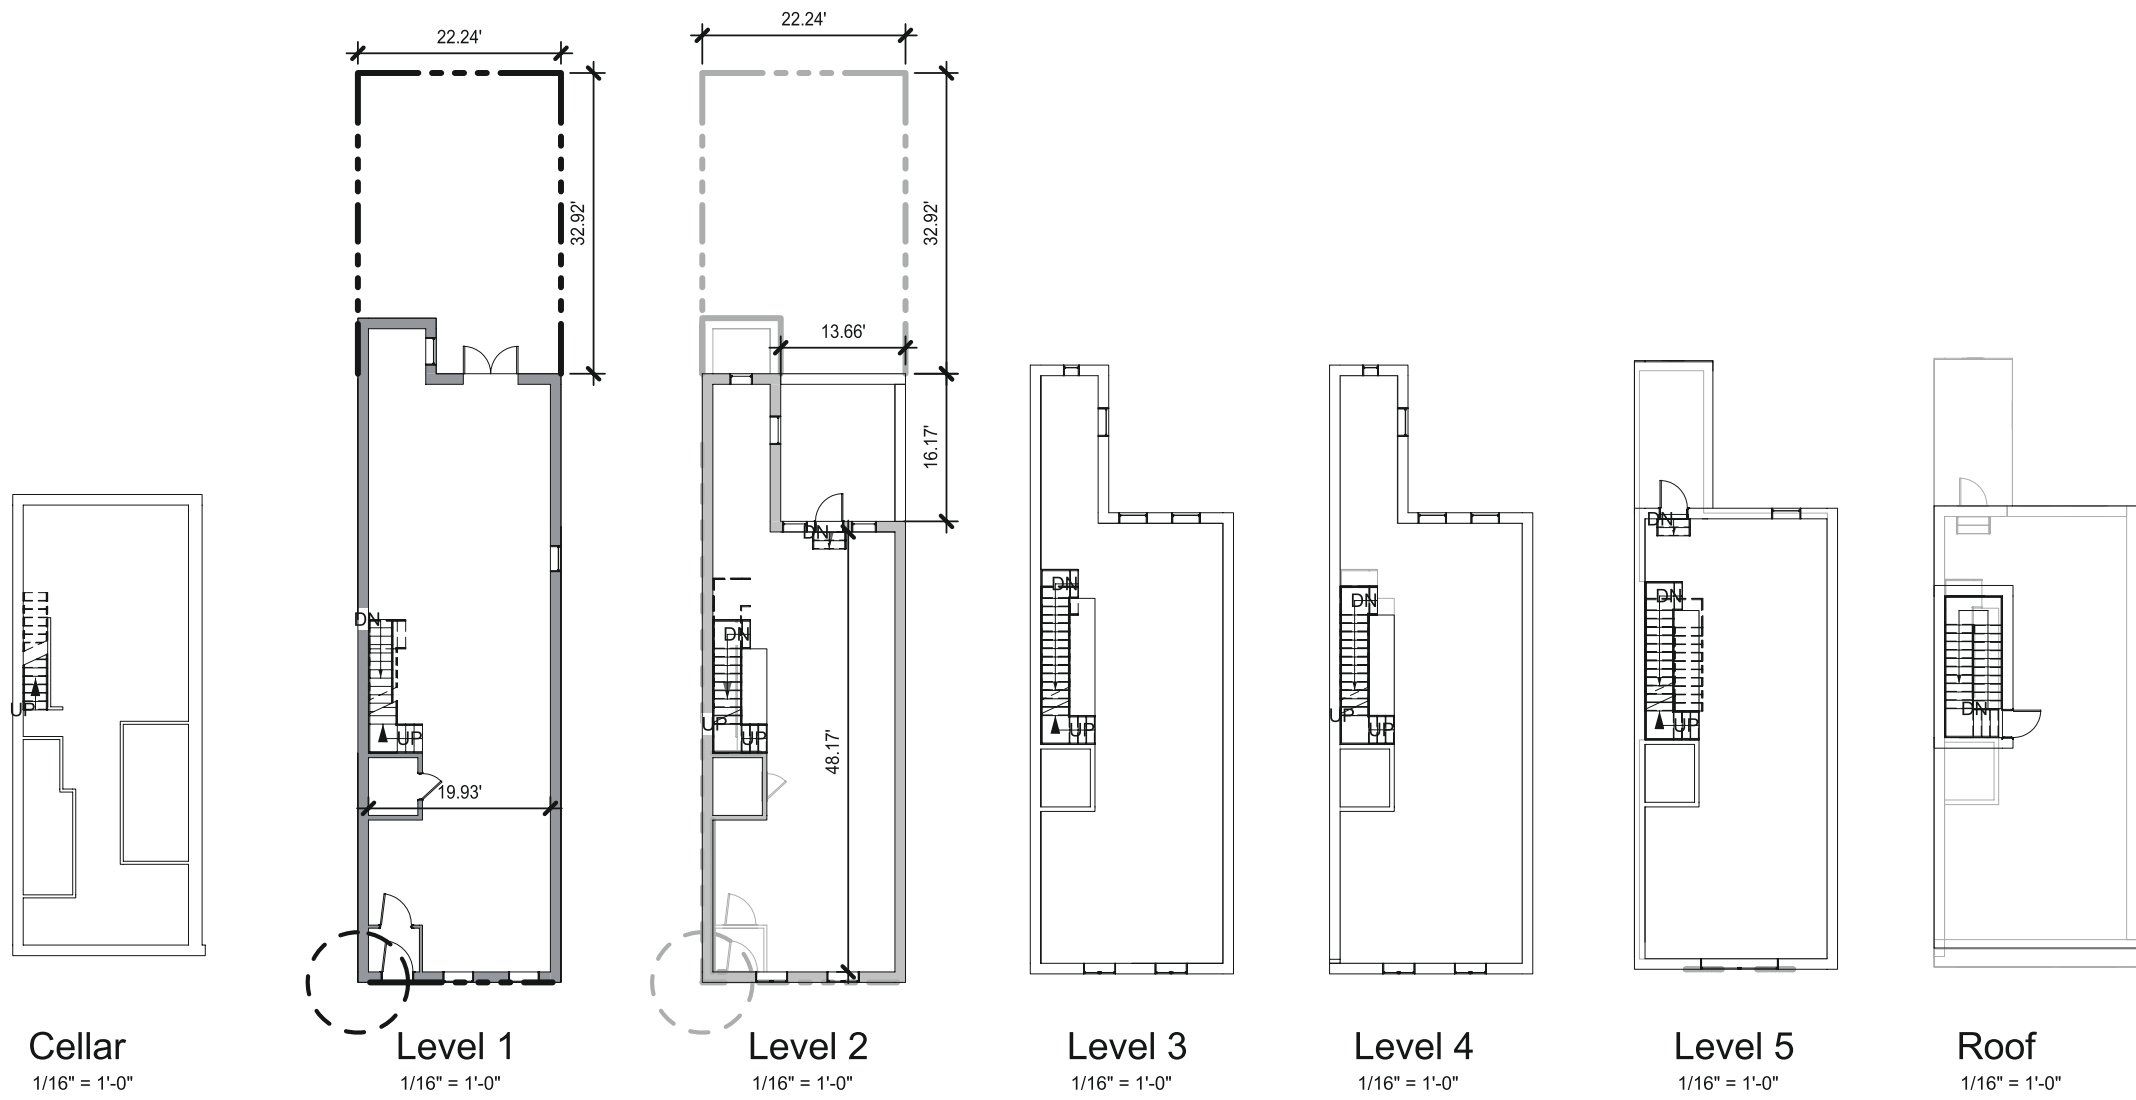 22.24'
22.24'
32.92'
32.92'
13.66'
16.17'
DN
UP
19.93'
DN
DN
UP
UP
48.17'
DN
UP
DN
UP
UP
DN
DN
UP
DN
UP
Cellar
1/16" = 1'-0"
Level 1
1/16" = 1'-0"
Level 2
1/16" = 1'-0"
Level 3
1/16" = 1'-0"
Level 4
1/16" = 1'-0"
Level 5
1/16" = 1'-0"
Roof
1/16" = 1'-0"